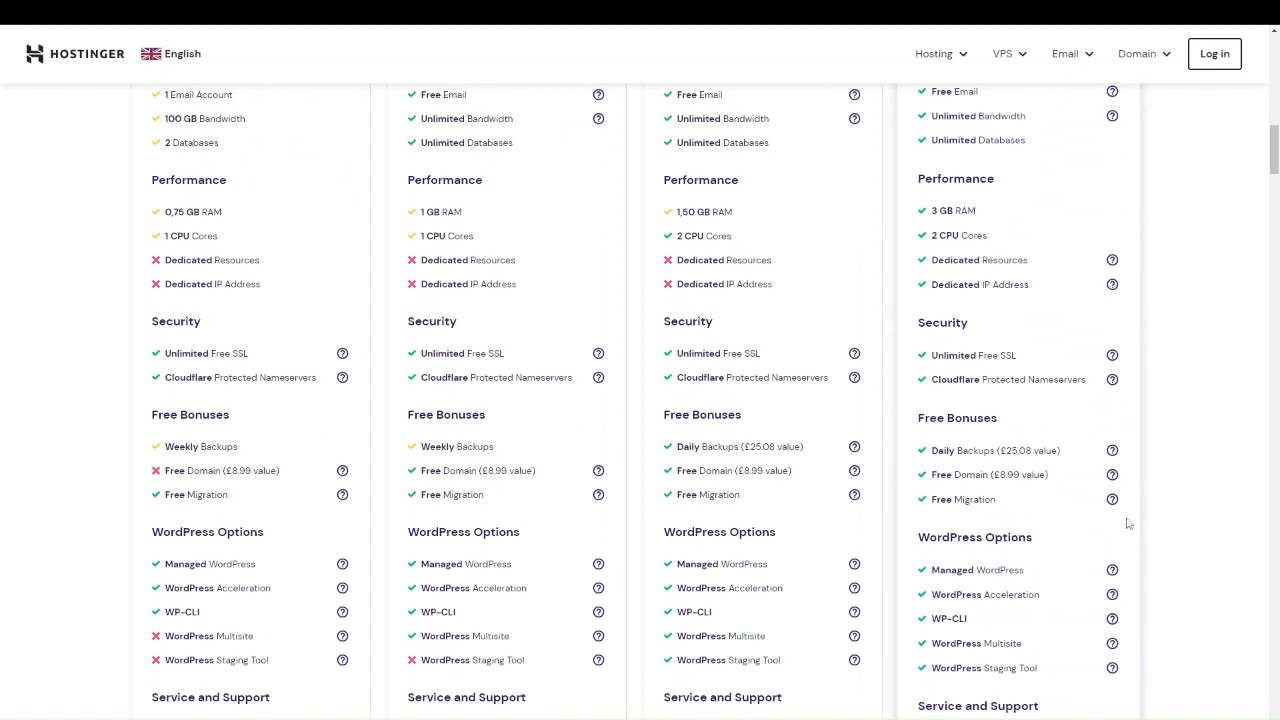 HOSTINGER
English
Hosting
VPS
Email
Domain
Log in
1 Email Account
100 GB Bandwidth
2 Databases
Performance
0,75 GB RAM
1 CPU Cores
Dedicated Resources
Dedicated IP Address
Security
Unlimited Free SSL
Cloudflare Protected Nameservers
Free Bonuses
Weekly Backups
Free Domain (£8.99 value)
Free Migration
WordPress Options
Managed WordPress
WordPress Acceleration
WP-CLI
WordPress Multisite
WordPress Staging Tool
Service and Support
Free Email
Unlimited Bandwidth
Unlimited Databases
Performance
1 GB RAM
1 CPU Cores
Dedicated Resources
Dedicated IP Address
Security
Unlimited Free SSL
Cloudflare Protected Nameservers
Free Bonuses
Weekly Backups
Free Domain (£8.99 value)
Free Migration
WordPress Options
Managed WordPress
WordPress Acceleration
WP-CLI
WordPress Multisite
WordPress Staging Tool
Service and Support
Free Email
Unlimited Bandwidth
Unlimited Databases
Performance
1,50 GB RAM
2 CPU Cores
Dedicated Resources
Dedicated IP Address
Security
Unlimited Free SSL
Cloudflare Protected Nameservers
Free Bonuses
Daily Backups (£25.08 value)
Free Domain (£8.99 value)
Free Migration
WordPress Options
Managed WordPress
WordPress Acceleration
WP-CLI
WordPress Multisite
WordPress Staging Tool
Service and Support
Free Email
Unlimited Bandwidth
Unlimited Databases
Performance
3 GB RAM
2 CPU Cores
Dedicated Resources
Dedicated IP Address
Security
Unlimited Free SSL
Cloudflare Protected Nameservers
Free Bonuses
Daily Backups (£25.08 value)
Free Domain (£8.99 value)
Free Migration
WordPress Options
Managed WordPress
WordPress Acceleration
WP-CLI
WordPress Multisite
WordPress Staging Tool
Service and Support